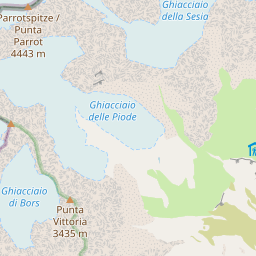 Parrotspitze /
Punta
Parrot
4443 m
Ghiacciaio
della Sesia
Ghiacciaio
delle Piode
Ghiacciaio
di Bors
Punta
Vittoria
3435 m